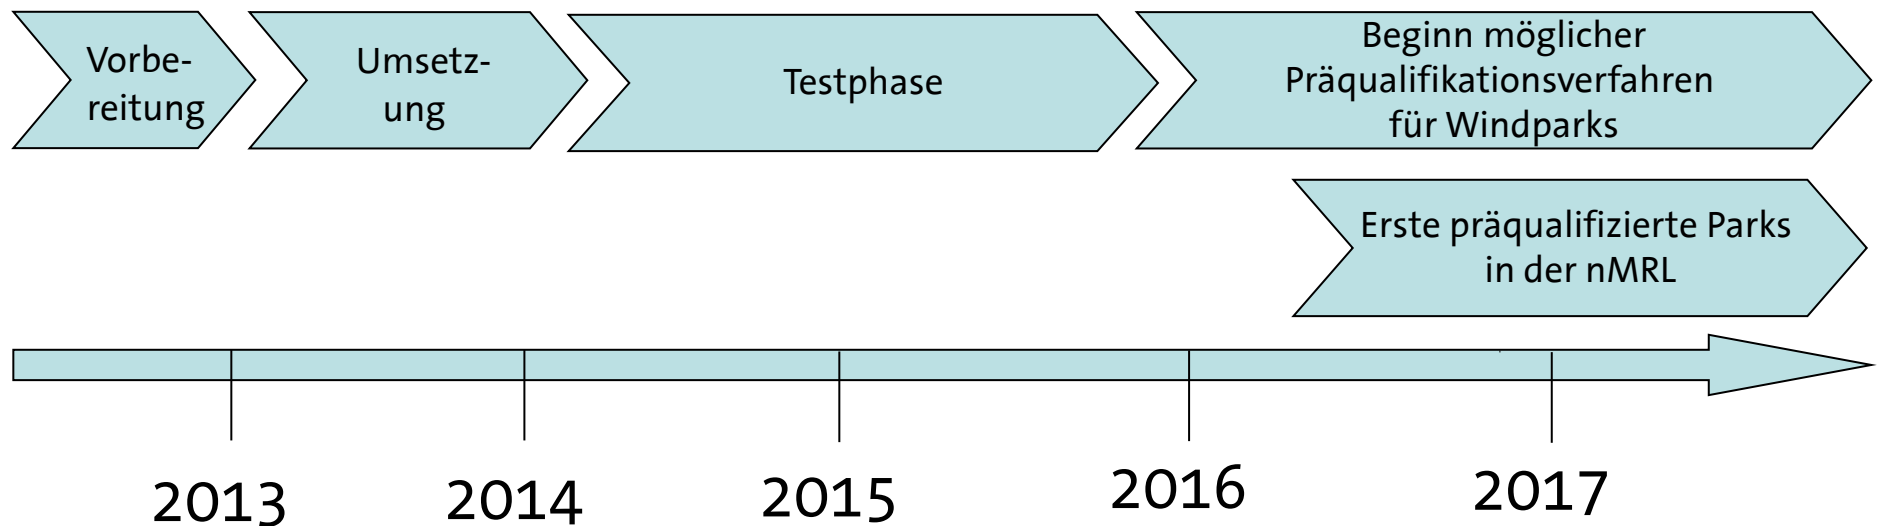 Vorbe-
reitung
Umsetz-
ung
Testphase
Beginn möglicher
Präqualifikationsverfahren
für Windparks
Erste präqualifizierte Parks
in der nMRL
2013
2014
2015
2016
2017